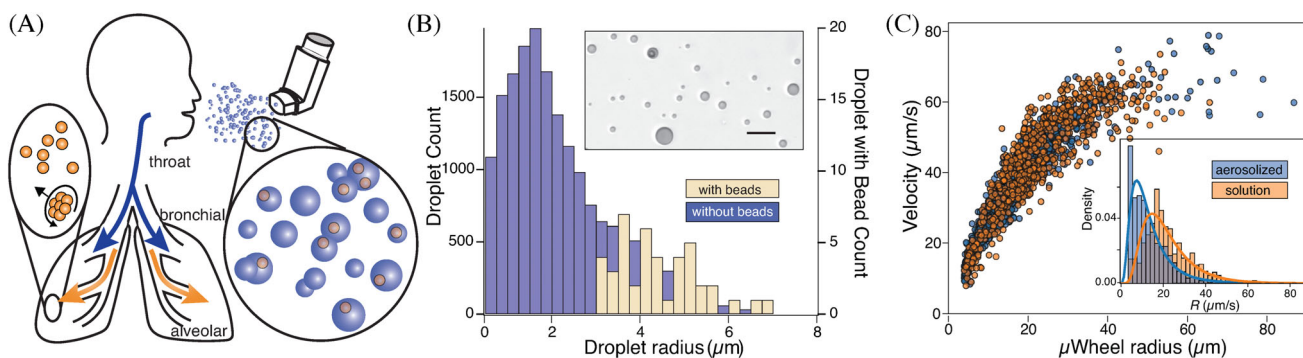 (A)
throat
bronchial
alveolar
(B)
Droplet Count
1500
1000
500
0
20
15
10
5
0
Droplet with Bead Count
with beads
without beads
0 2 4 6 8
Droplet radius (μm)
(C)
Velocity (μm/s)
80
60
40
20
0
0 20 40 60 80
μWheel radius (μm)
aerosolized
solution
Density
0.04
0.00
0 20 40 60 80
R (μm/s)